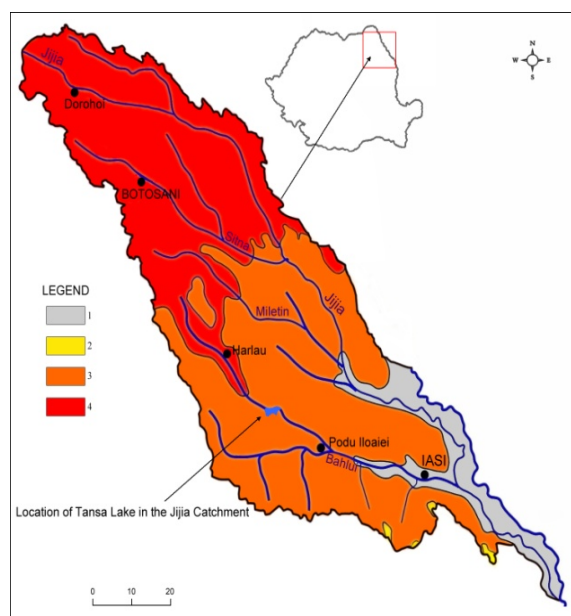 N
W E
S
Jijia
Dorohoi
BOTOSANI
Sitna
Jijia
LEGEND
1
2
3
4
Miletin
Harlau
Podu Iloaiei
Bahlui
IASI
Location of Tansa Lake in the Jijia Catchment
0 10 20